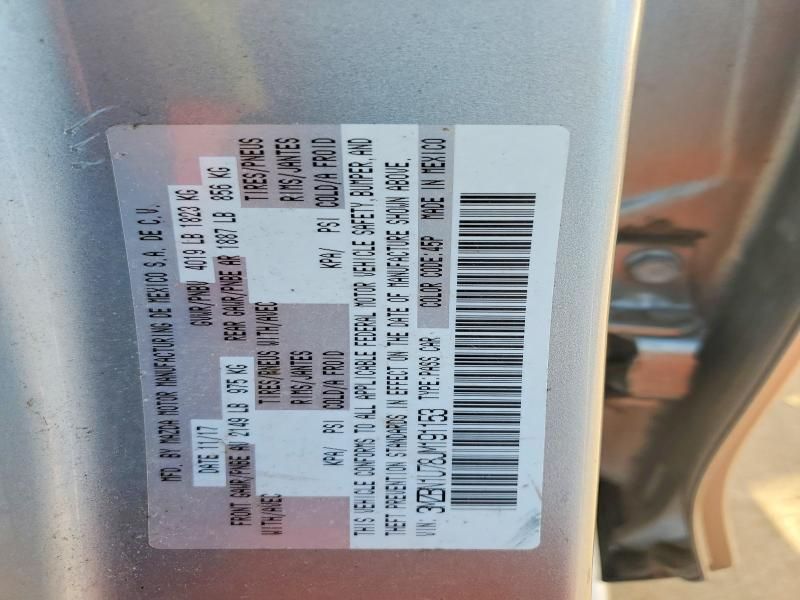 MFD. BY MAZDA MOTOR MANUFACTURING DE MEXICO S.A. DE C.V.
DATE 11/17 GVWR/PNBV 4019 LB 1823 KG
FRONT GAWR/PNBE AV 2149 LB 975 KG REAR GAWR/PNBE AR 1887 LB 856 KG
WITH/AVEC TIRES/PNEUS WITH/AVEC TIRES/PNEUS
RIMS/JANTES RIMS/JANTES
KPA/ PSI COLD/A FROID KPA/ PSI COLD/A FROID
THIS VEHICLE CONFORMS TO ALL APPLICABLE FEDERAL MOTOR VEHICLE SAFETY, BUMPER, AND
THEFT PREVENTION STANDARDS IN EFFECT ON THE DATE OF MANUFACTURE SHOWN ABOVE.
VIN: 3MZBN1U78JM191153 TYPE: PASS CAR COLOR CODE: 45P MADE IN MEXICO